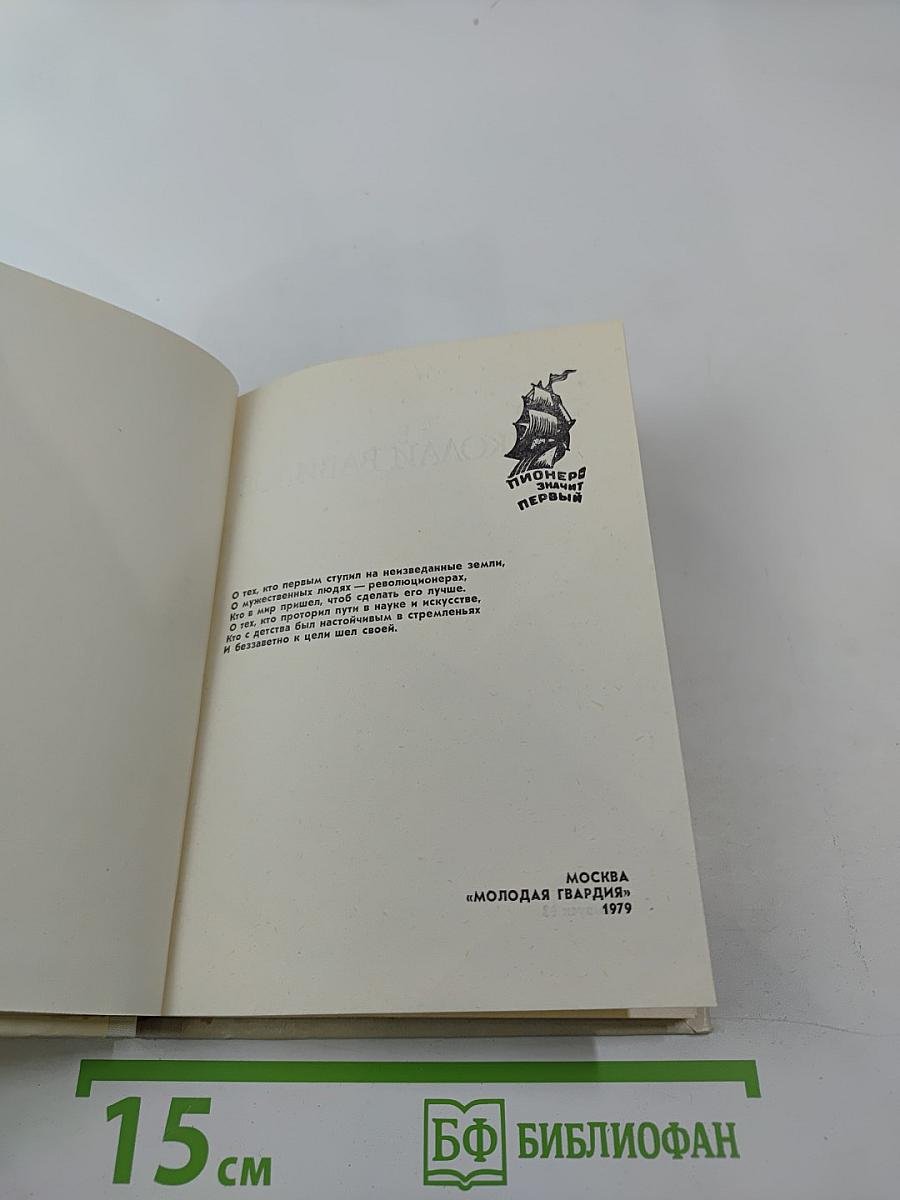 ПИОНЕР—
ЗНАЧИТ
ПЕРВЫЙ
О тех, кто первым ступил на неизведанные земли,
О мужественных людях — революционерах,
Кто в мир пришел, чтоб сделать его лучше.
О тех, кто проторил пути в науке и искусстве,
Кто с детства был настойчивым в стремленьях
И беззаветно к цели шел своей.
МОСКВА
«МОЛОДАЯ ГВАРДИЯ»
1979
15 см
БФ БИБЛИОФАН